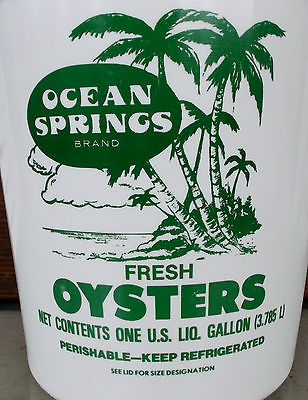 OCEAN
SPRINGS
BRAND
FRESH
OYSTERS
NET CONTENTS ONE U.S. LIQ. GALLON (3.785 L)
PERISHABLE—KEEP REFRIGERATED
SEE LID FOR SIZE DESIGNATION